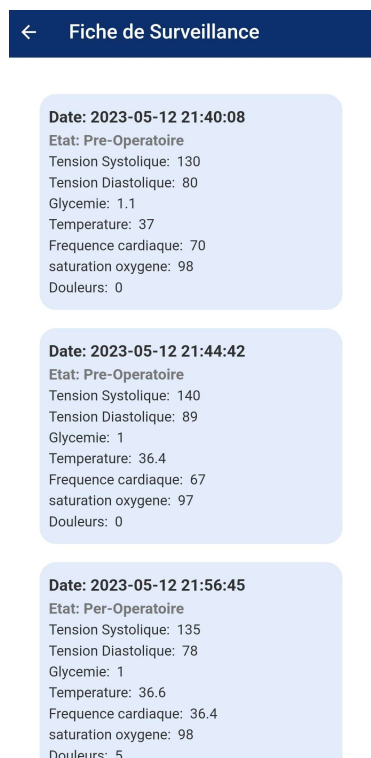 Fiche de Surveillance
Date: 2023-05-12 21:40:08
Etat: Pre-Operatoire
Tension Systolique: 130
Tension Diastolique: 80
Glycemie: 1.1
Temperature: 37
Frequence cardiaque: 70
saturation oxygene: 98
Douleurs: 0
Date: 2023-05-12 21:44:42
Etat: Pre-Operatoire
Tension Systolique: 140
Tension Diastolique: 89
Glycemie: 1
Temperature: 36.4
Frequence cardiaque: 67
saturation oxygene: 97
Douleurs: 0
Date: 2023-05-12 21:56:45
Etat: Per-Operatoire
Tension Systolique: 135
Tension Diastolique: 78
Glycemie: 1
Temperature: 36.6
Frequence cardiaque: 36.4
saturation oxygene: 98
Douleurs: 5